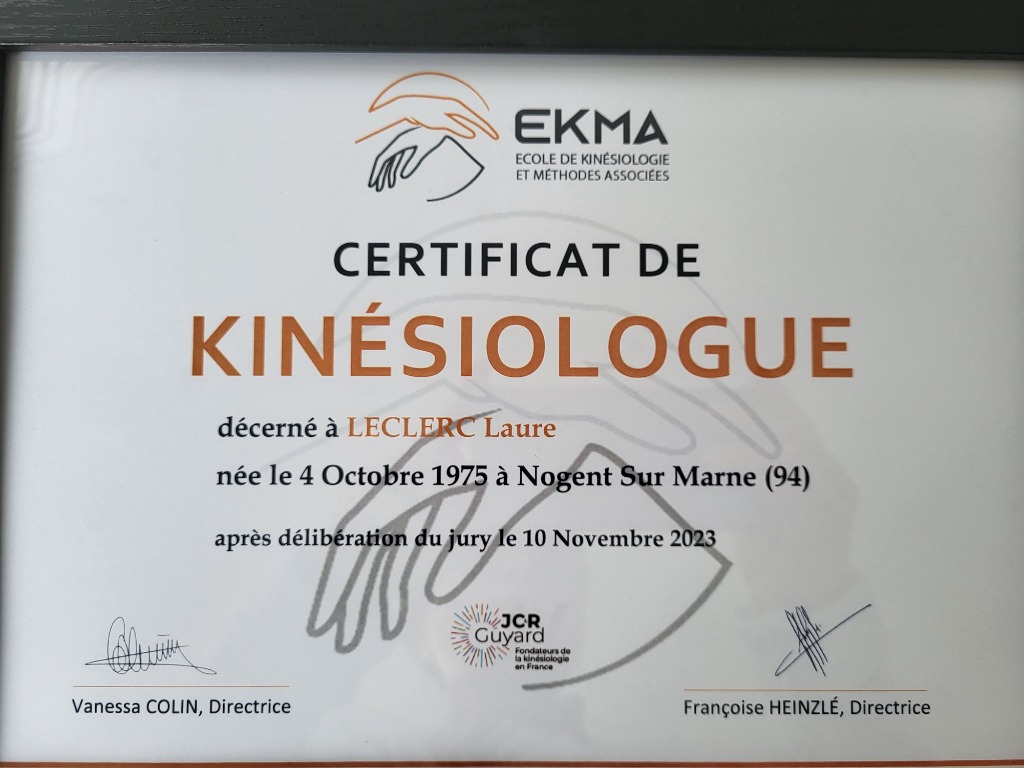 EKMA
ECOLE DE KINÉSIOLOGIE
ET MÉTHODES ASSOCIÉES
CERTIFICAT DE
KINÉSIOLOGUE
décerné à LECLERC Laure
née le 4 Octobre 1975 à Nogent Sur Marne (94)
après délibération du jury le 10 Novembre 2023
JCR
Guyard
Fondateurs de
la kinésiologie
en France
Vanessa COLIN, Directrice
Françoise HEINZLÉ, Directrice